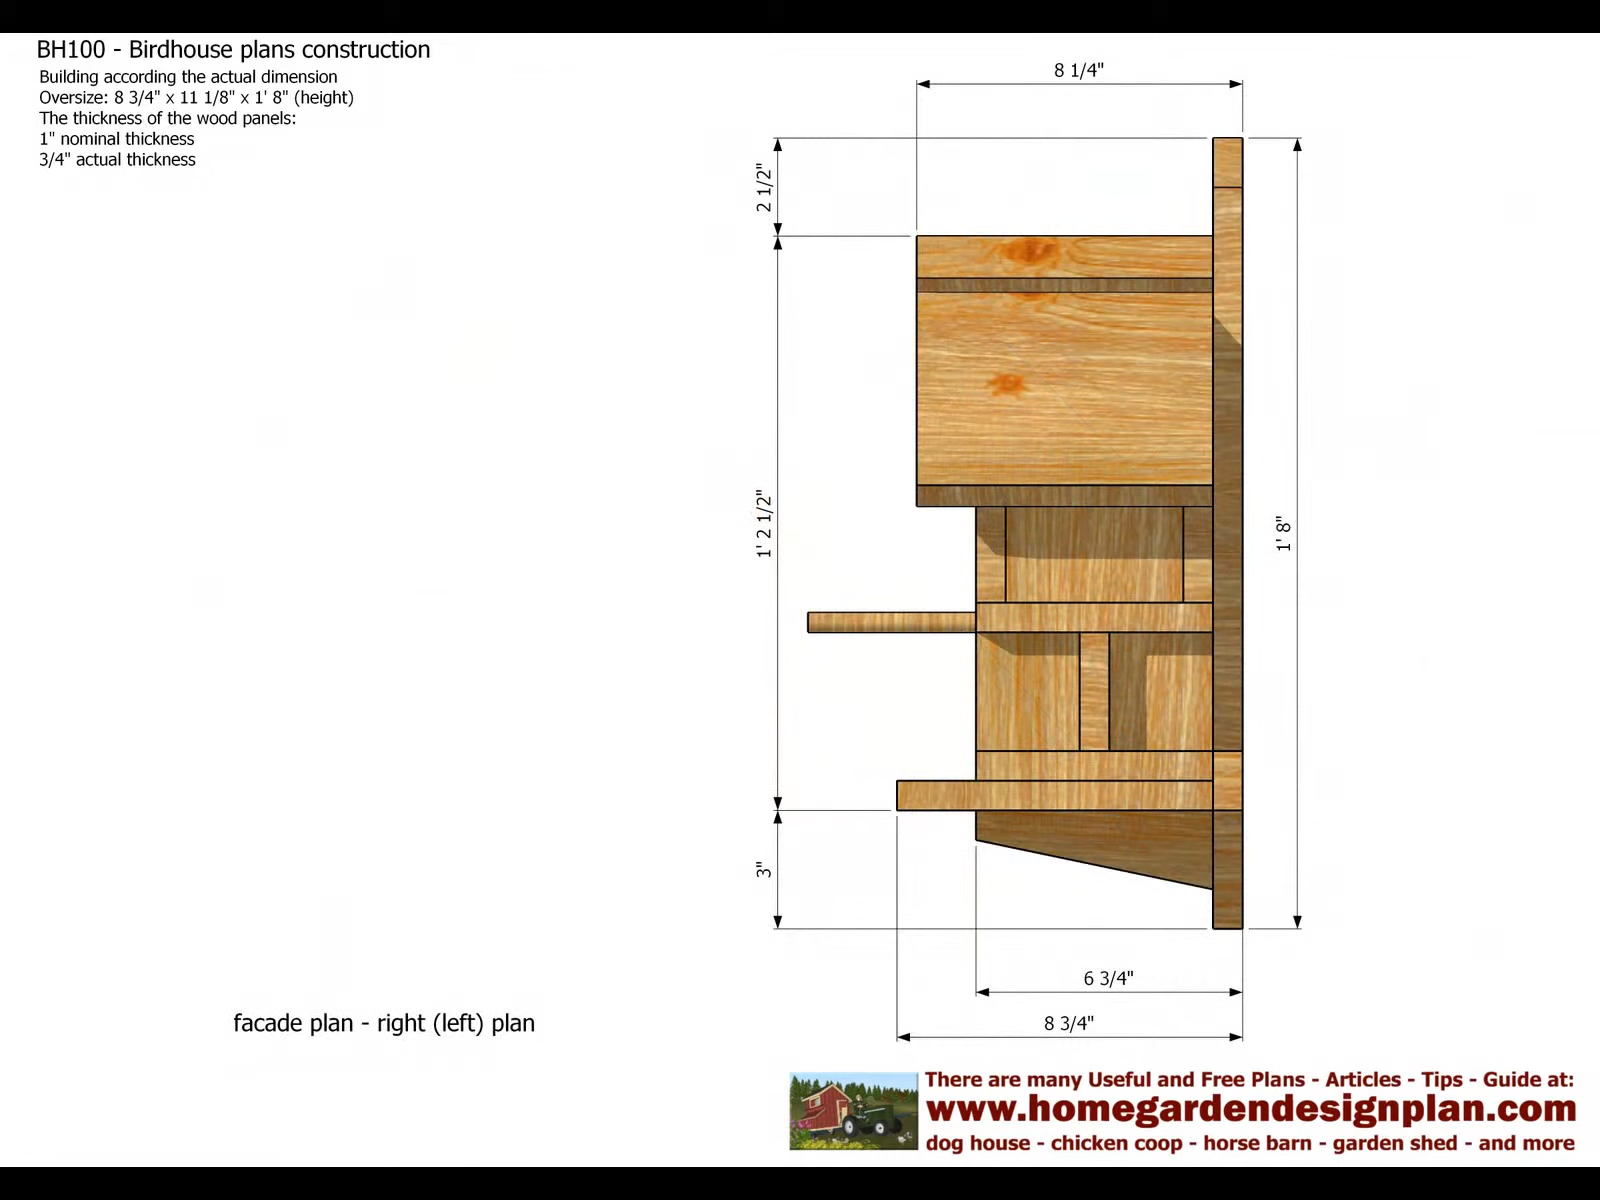 BH100 - Birdhouse plans construction
Building according the actual dimension
Oversize: 8 3/4" x 11 1/8" x 1' 8" (height)
The thickness of the wood panels:
1" nominal thickness
3/4" actual thickness
8 1/4"
2 1/2"
1' 2 1/2"
1' 8"
3"
6 3/4"
8 3/4"
facade plan - right (left) plan
There are many Useful and Free Plans - Articles - Tips - Guide at:
www.homegardendesignplan.com
dog house - chicken coop - horse barn - garden shed - and more